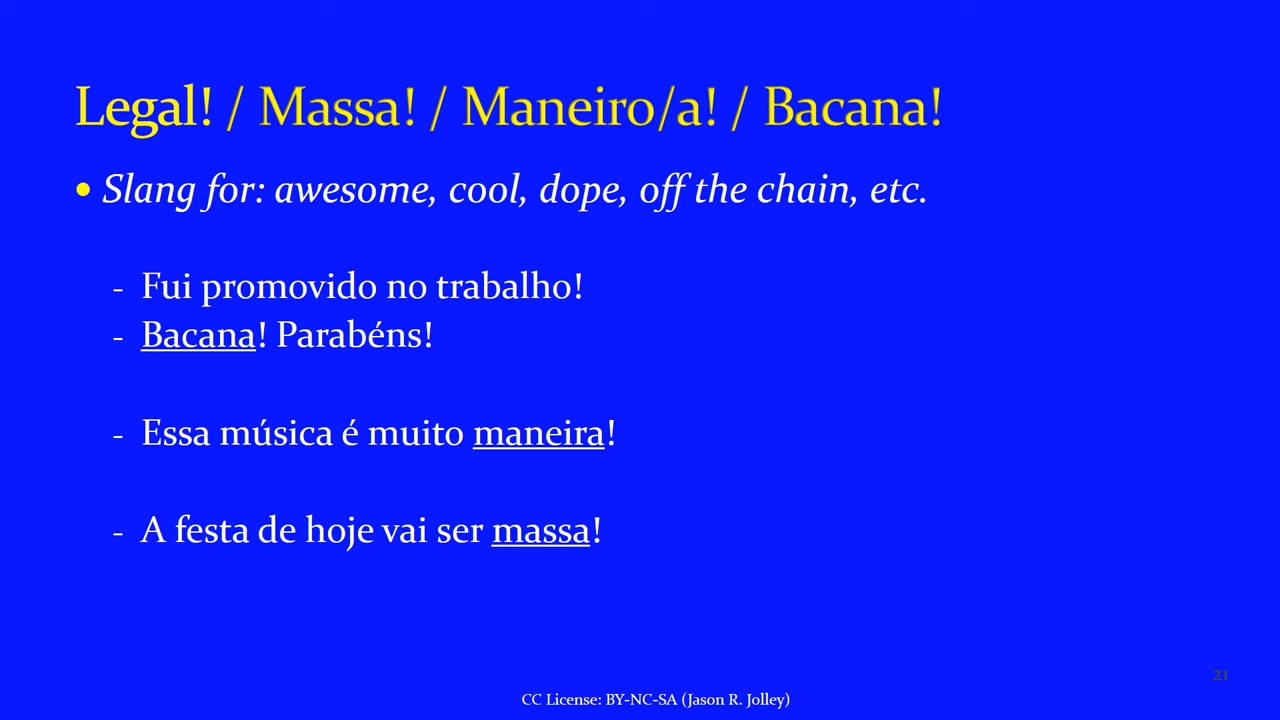 Legal! / Massa! / Maneiro/a! / Bacana!
• Slang for: awesome, cool, dope, off the chain, etc.
- Fui promovido no trabalho!
- Bacana! Parabéns!
- Essa música é muito maneira!
- A festa de hoje vai ser massa!
21
CC License: BY-NC-SA (Jason R. Jolley)